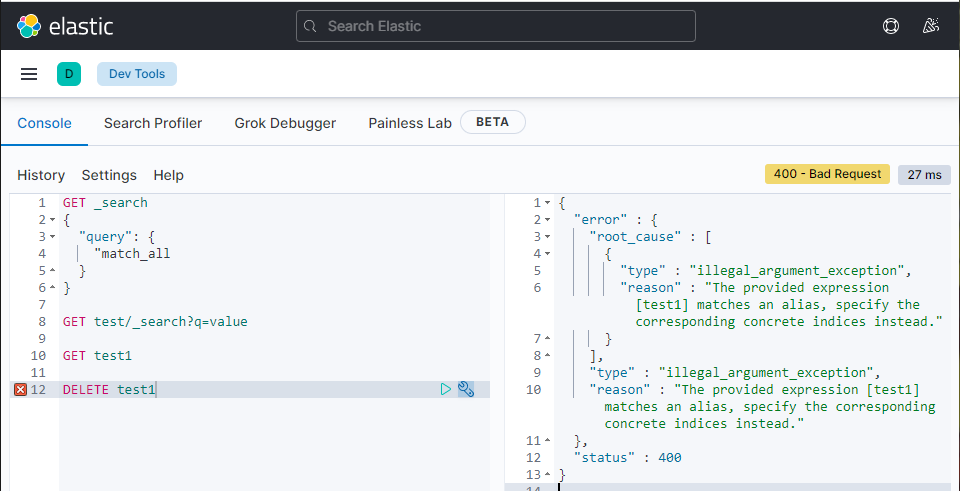 elastic
Search Elastic
D
Dev Tools
Console Search Profiler Grok Debugger Painless Lab BETA
History Settings Help
400 - Bad Request 27 ms
1 GET _search
2 {
3 "query": {
4 "match_all
5 }
6 }
7
8 GET test/_search?q=value
9
10 GET test1
11
12 DELETE test1
1 {
2 "error" : {
3 "root_cause" : [
4 {
5 "type" : "illegal_argument_exception",
6 "reason" : "The provided expression
[test1] matches an alias, specify the
corresponding concrete indices instead."
7 }
8 ],
9 "type" : "illegal_argument_exception",
10 "reason" : "The provided expression [test1]
matches an alias, specify the corresponding
concrete indices instead."
11 },
12 "status" : 400
13 }
14